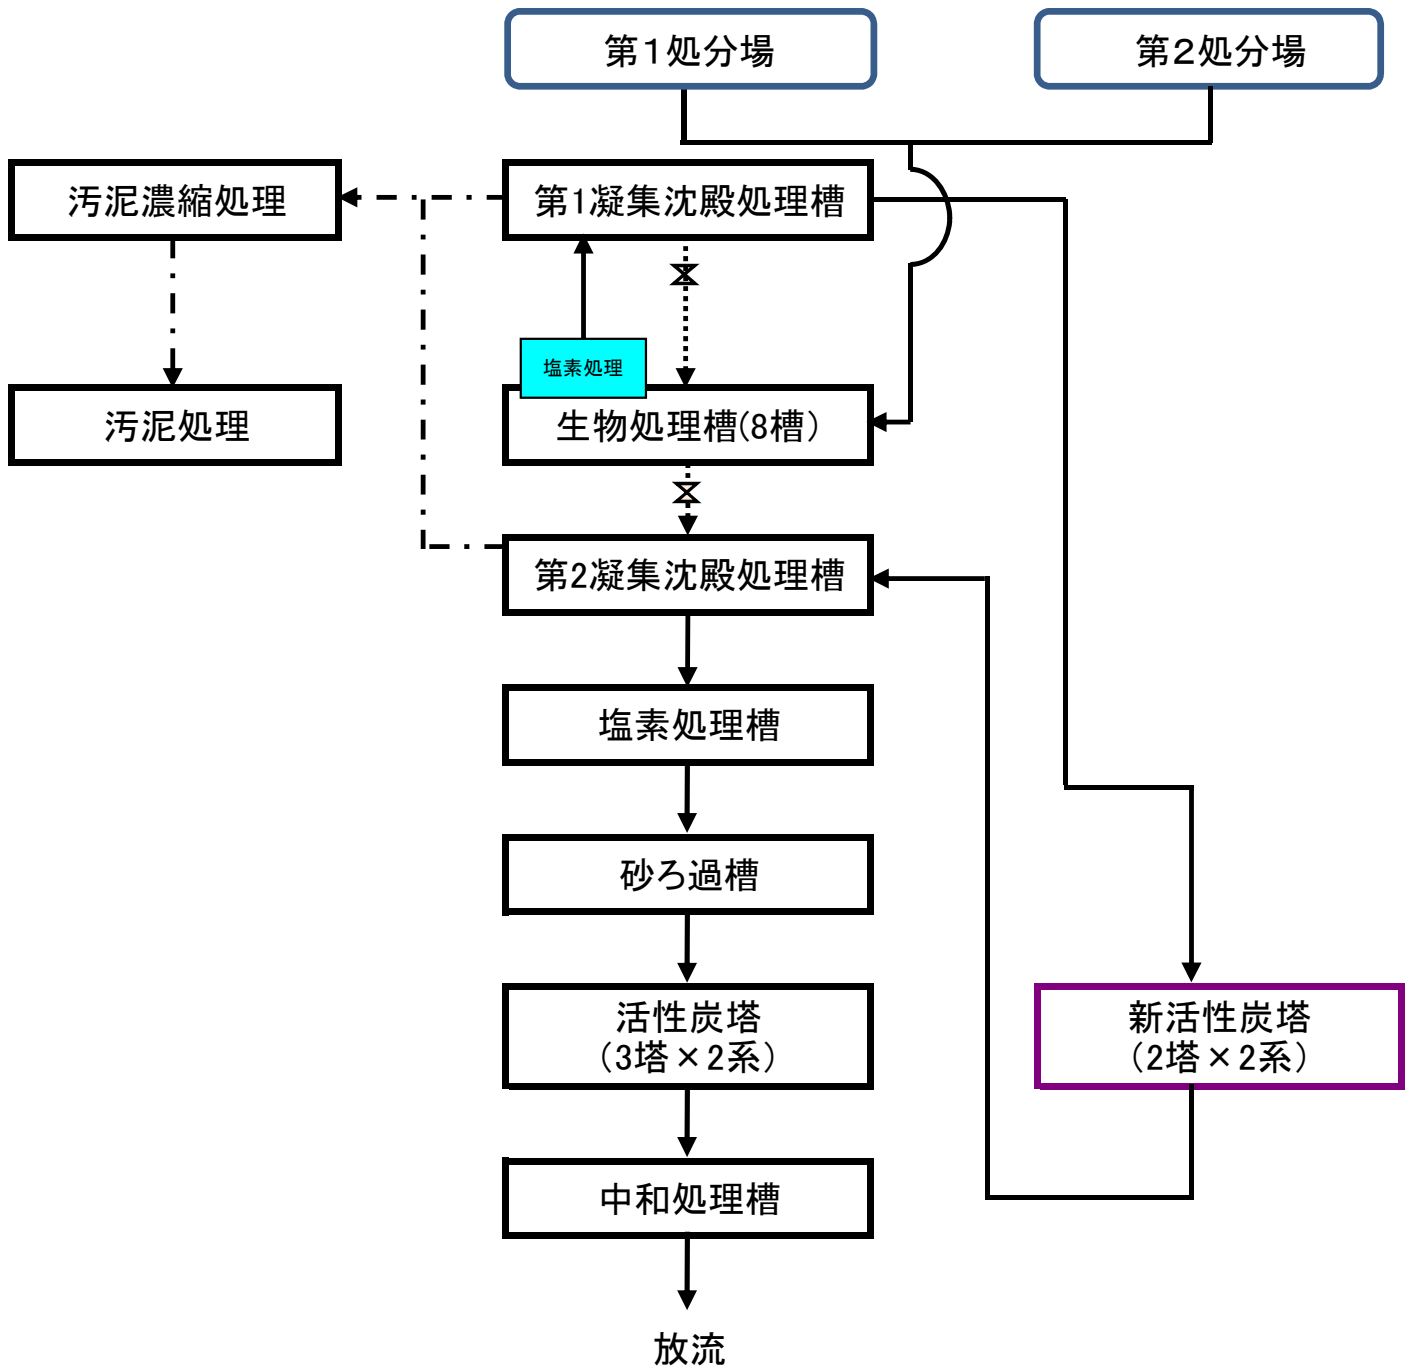 第1処分場
第2処分場
汚泥濃縮処理
第1凝集沈殿処理槽
塩素処理
汚泥処理
生物処理槽(8槽)
第2凝集沈殿処理槽
塩素処理槽
砂ろ過槽
活性炭塔
(3塔×2系)
新活性炭塔
(2塔×2系)
中和処理槽
放流